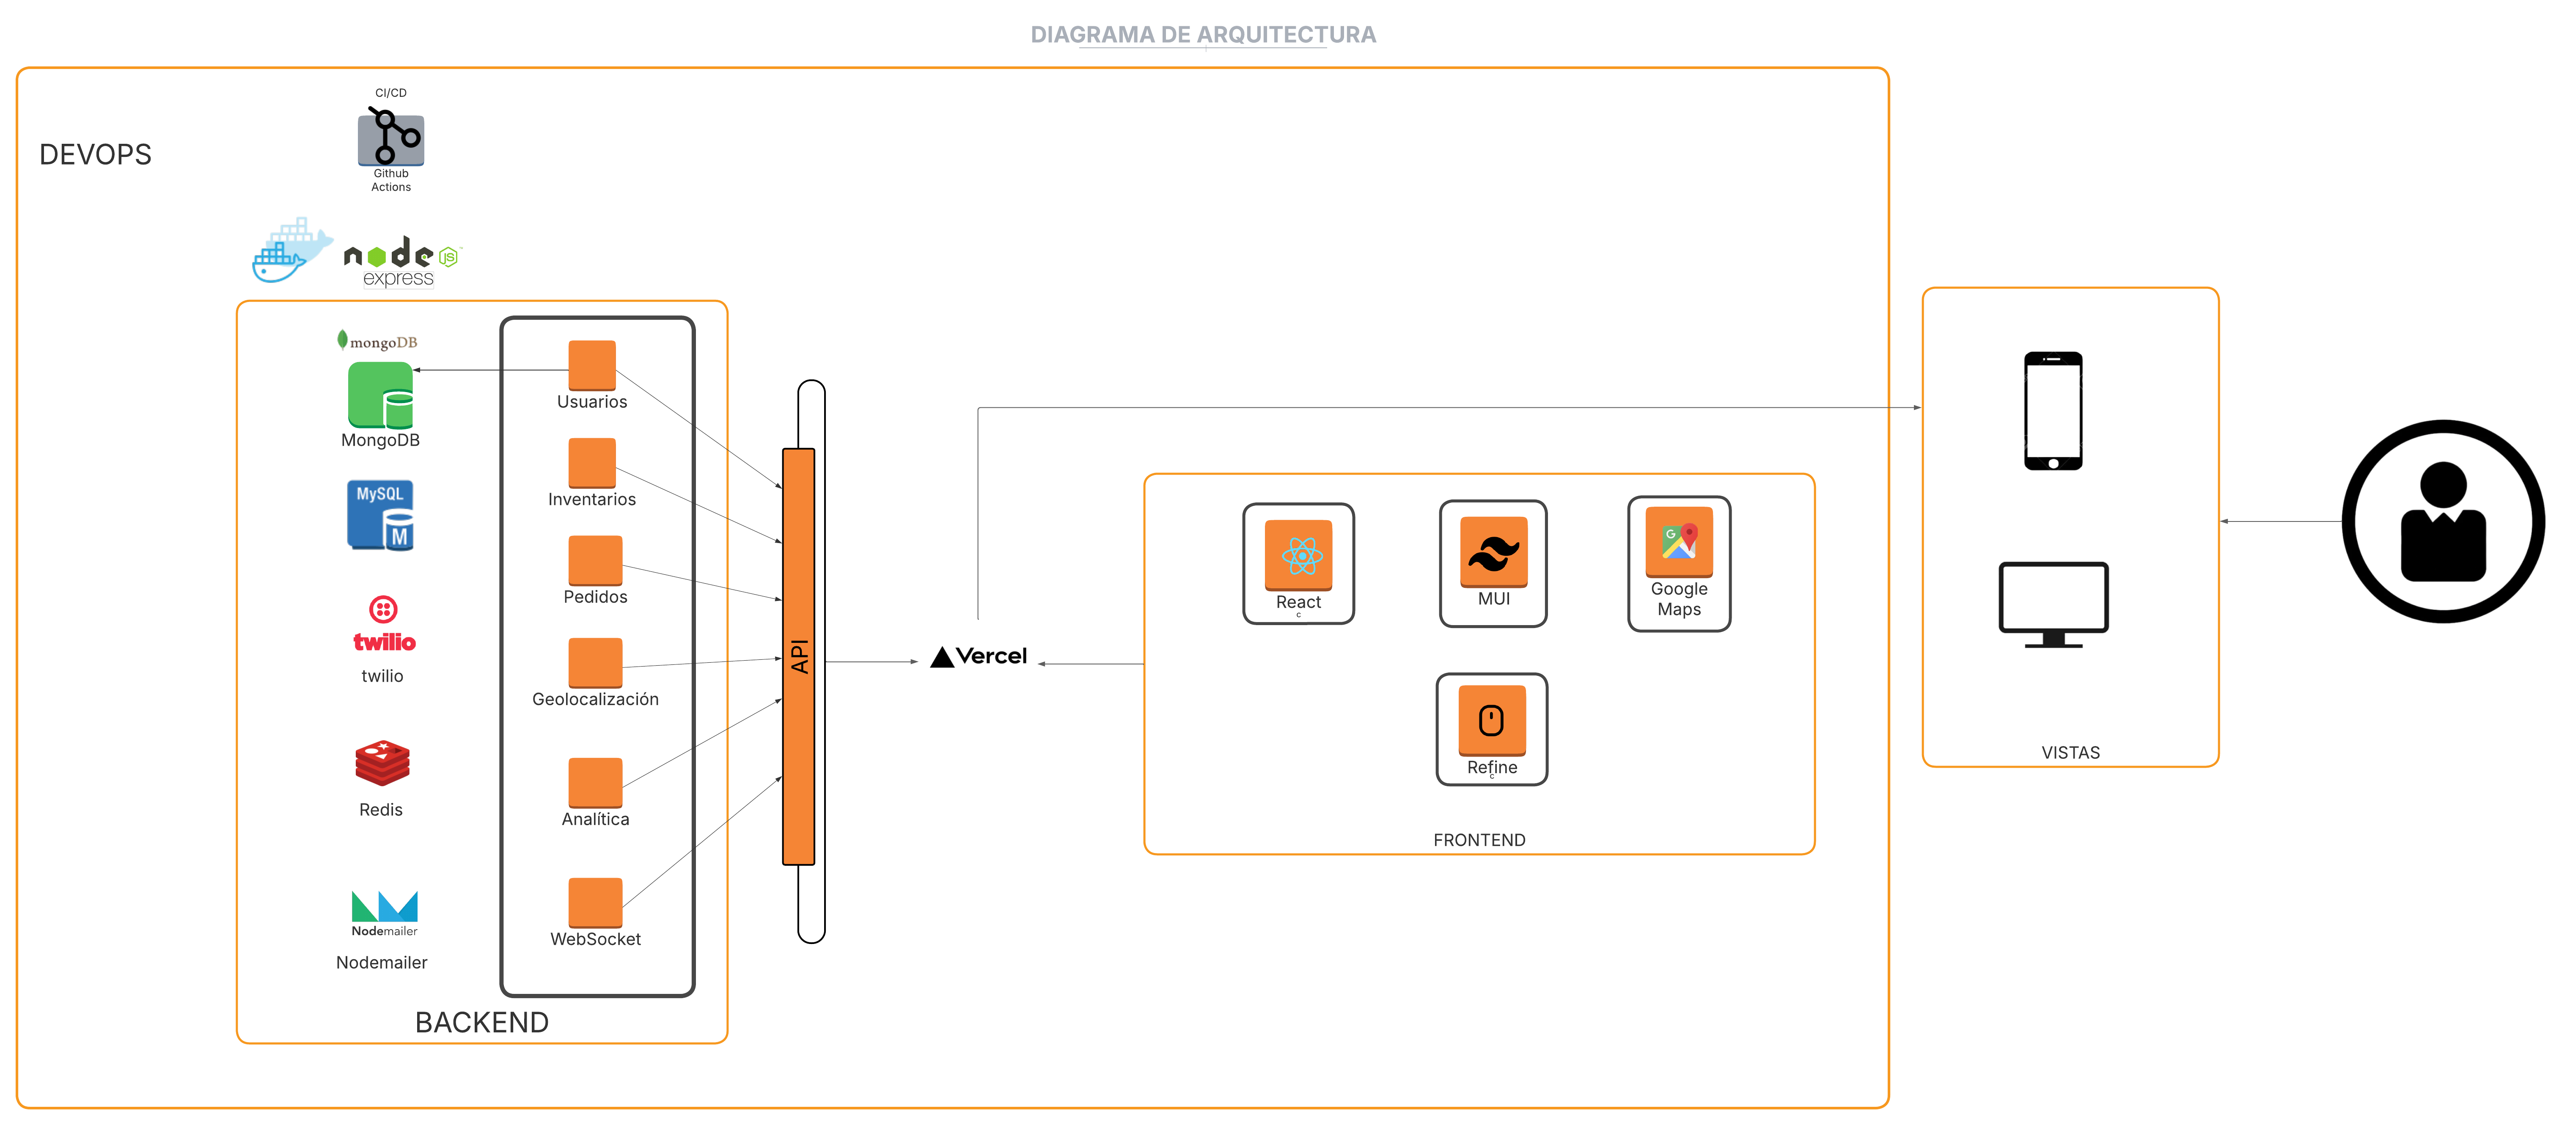 DIAGRAMA DE ARQUITECTURA
DEVOPS
CI/CD
Github
Actions
node JS
express
mongoDB
MongoDB
MySQL
M
twilio
twilio
Redis
Nodemailer
Nodemailer
BACKEND
Usuarios
Inventarios
Pedidos
Geolocalización
Analítica
WebSocket
API
Vercel
React
c
MUI
G
Google
Maps
Refine
c
FRONTEND
VISTAS